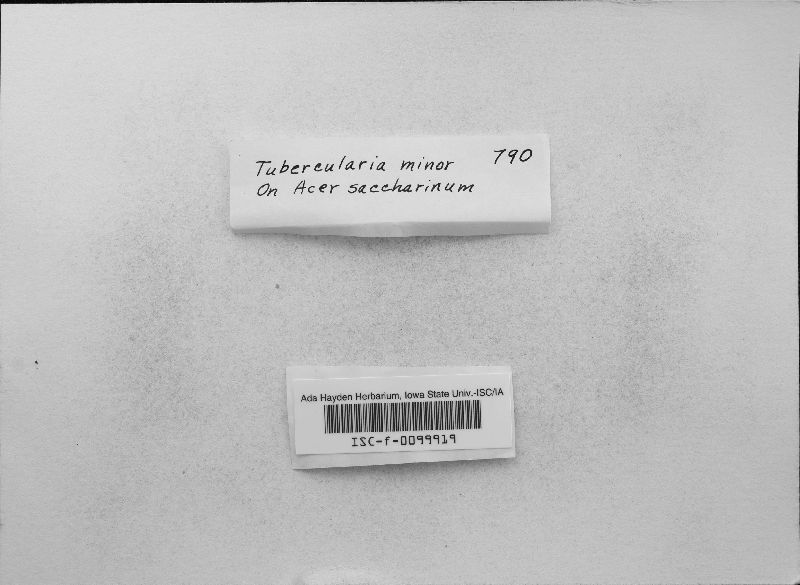 Tubercularia minor 790
On Acer saccharinum
Ada Hayden Herbarium, Iowa State Univ.-ISC/IA
ISC-f-0099919